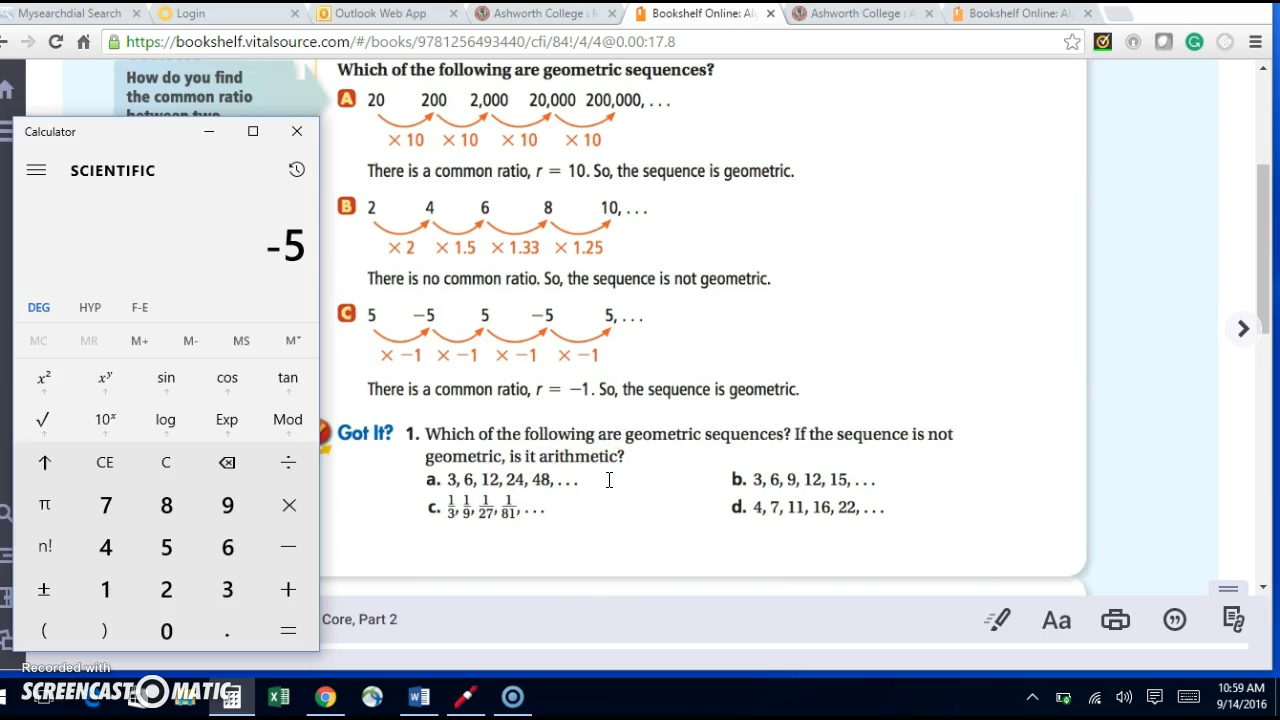 Mysearchdial Search
Login
Outlook Web App
Ashworth College :
Bookshelf Online: Al
Ashworth College : A
Bookshelf Online: Al
https://bookshelf.vitalsource.com/#/books/9781256493440/cfi/84!/4/4@0.00:17.8
How do you find
the common ratio
between two
Which of the following are geometric sequences?
A 20 200 2,000 20,000 200,000, . . .
× 10 × 10 × 10 × 10
There is a common ratio, r = 10. So, the sequence is geometric.
B 2 4 6 8 10, . . .
× 2 × 1.5 × 1.33 × 1.25
There is no common ratio. So, the sequence is not geometric.
C 5 −5 5 −5 5, . . .
× −1 × −1 × −1 × −1
There is a common ratio, r = −1. So, the sequence is geometric.
Got It? 1. Which of the following are geometric sequences? If the sequence is not
geometric, is it arithmetic?
a. 3, 6, 12, 24, 48, . . . b. 3, 6, 9, 12, 15, . . .
c. 1/3, 1/9, 1/27, 1/81, . . . d. 4, 7, 11, 16, 22, . . .
Core, Part 2
Aa
Calculator
SCIENTIFIC
-5
DEG HYP F-E
MC MR M+ M- MS M˅
x² xʸ sin cos tan
√ 10ˣ log Exp Mod
↑ CE C ⌫ ÷
π 7 8 9 ×
n! 4 5 6 −
± 1 2 3 +
( ) 0 . =
Recorded with
SCREENCAST O MATIC
10:59 AM
9/14/2016